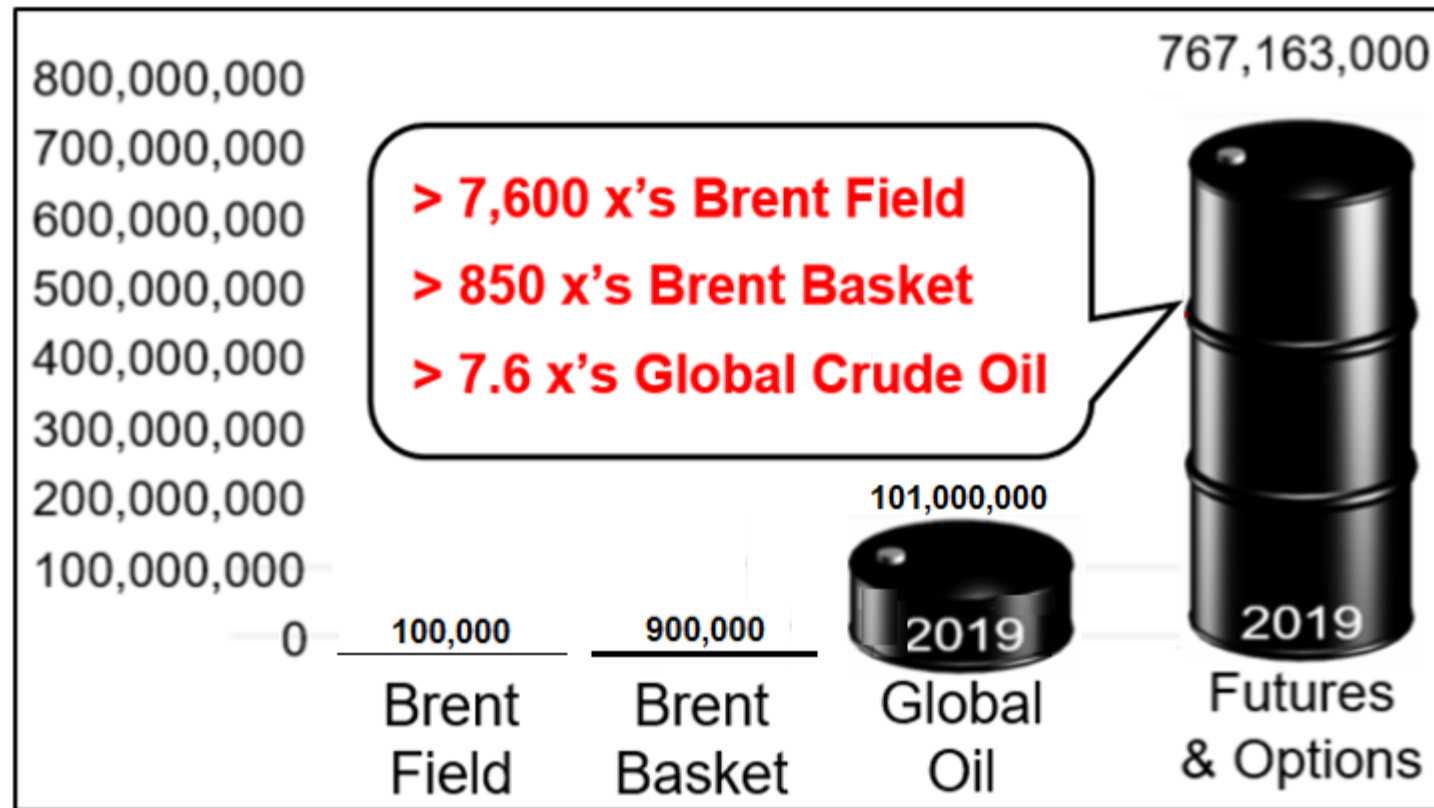 767,163,000
800,000,000
700,000,000
600,000,000
500,000,000
400,000,000
300,000,000
200,000,000
100,000,000
0
> 7,600 x’s Brent Field
> 850 x’s Brent Basket
> 7.6 x’s Global Crude Oil
101,000,000
100,000
900,000
2019
2019
Brent
Field
Brent
Basket
Global
Oil
Futures
& Options